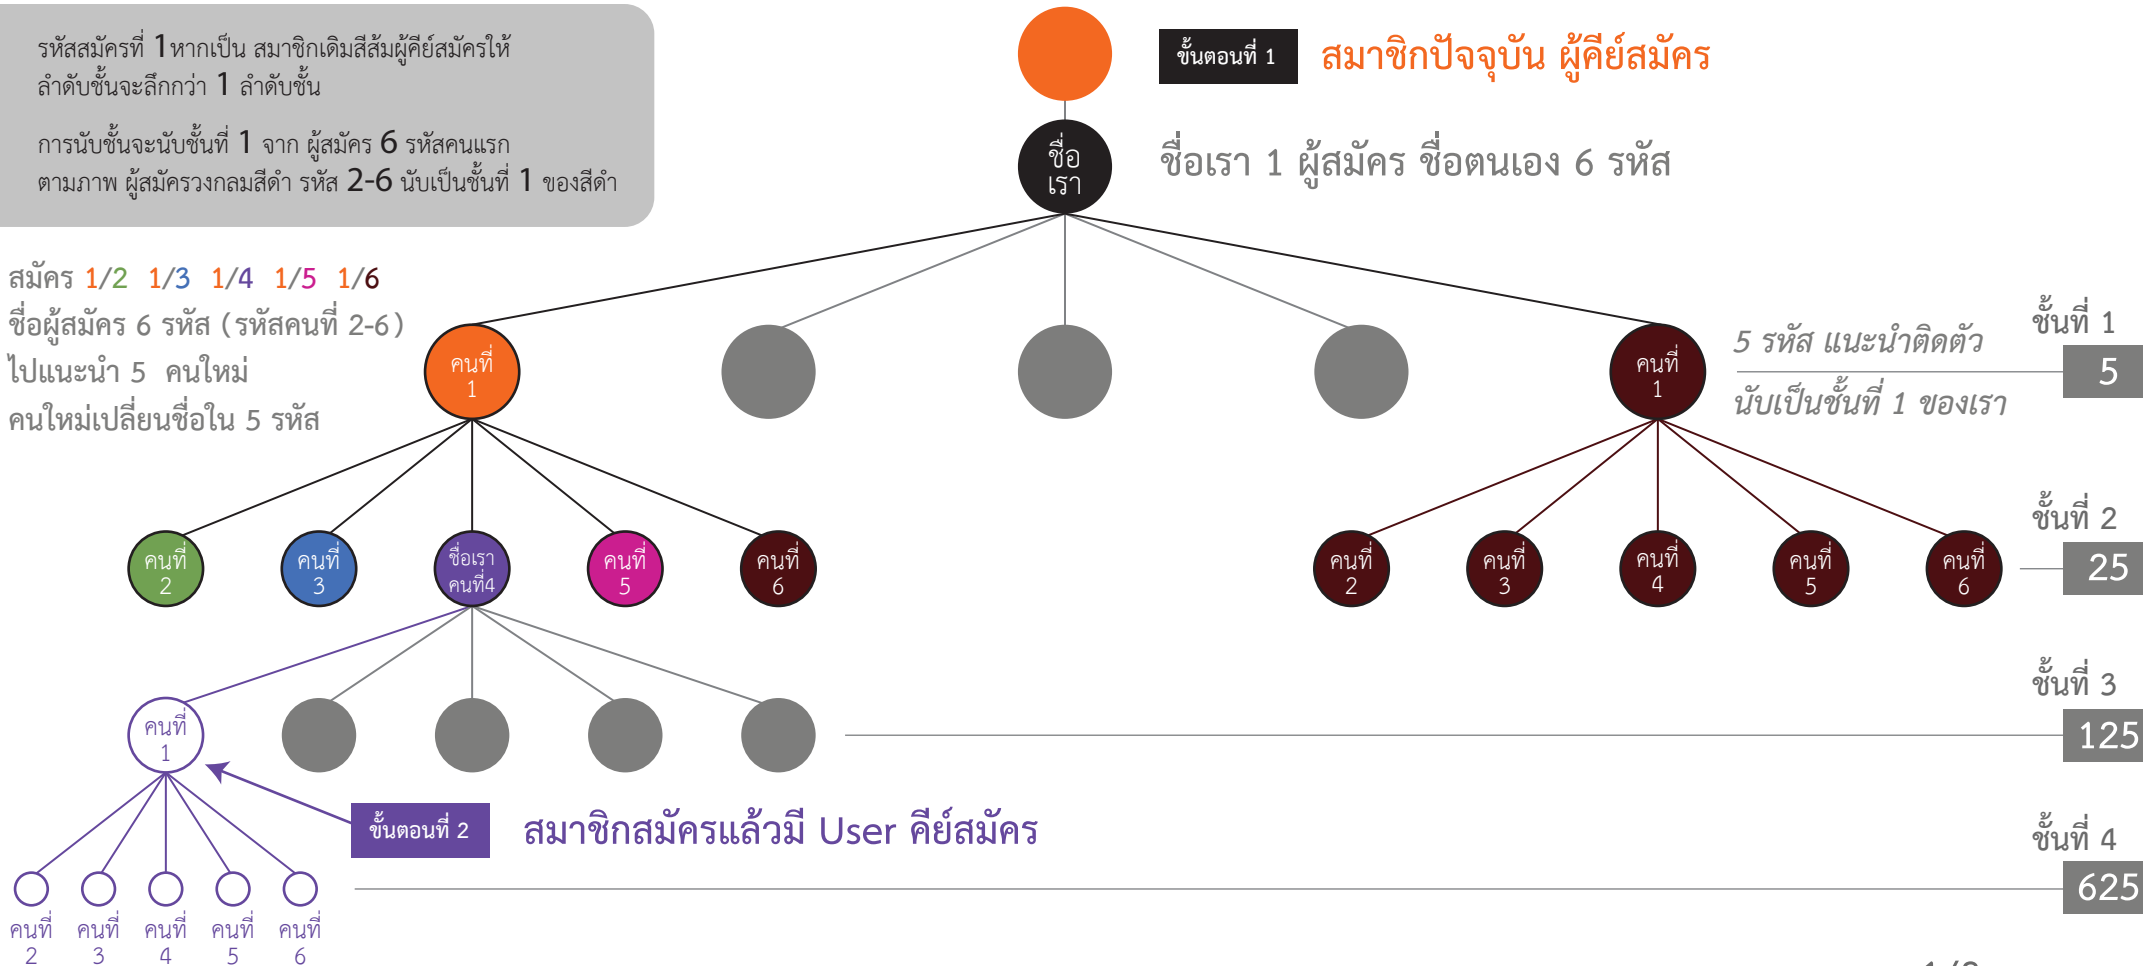 รหัสสมัครที่ 1หากเป็น สมาชิกเดิมสีส้มผู้คีย์สมัครให้
ลำดับชั้นจะลึกกว่า 1 ลำดับชั้น
การนับชั้นจะนับชั้นที่ 1 จาก ผู้สมัคร 6 รหัสคนแรก
ตามภาพ ผู้สมัครวงกลมสีดำ รหัส 2-6 นับเป็นชั้นที่ 1 ของสีดำ
ขั้นตอนที่ 1 สมาชิกปัจจุบัน ผู้คีย์สมัคร
ชื่อ
เรา
ชื่อเรา 1 ผู้สมัคร ชื่อตนเอง 6 รหัส
สมัคร 1/2 1/3 1/4 1/5 1/6
ชื่อผู้สมัคร 6 รหัส (รหัสคนที่ 2-6)
ไปแนะนำ 5 คนใหม่
คนใหม่เปลี่ยนชื่อใน 5 รหัส
คนที่
1
คนที่
1
5 รหัส แนะนำติดตัว
นับเป็นชั้นที่ 1 ของเรา
ชั้นที่ 1
5
คนที่
2
คนที่
3
ชื่อเรา
คนที่4
คนที่
5
คนที่
6
คนที่
2
คนที่
3
คนที่
4
คนที่
5
คนที่
6
ชั้นที่ 2
25
คนที่
1
ชั้นที่ 3
125
ขั้นตอนที่ 2 สมาชิกสมัครแล้วมี User คีย์สมัคร
ชั้นที่ 4
625
คนที่
2
คนที่
3
คนที่
4
คนที่
5
คนที่
6